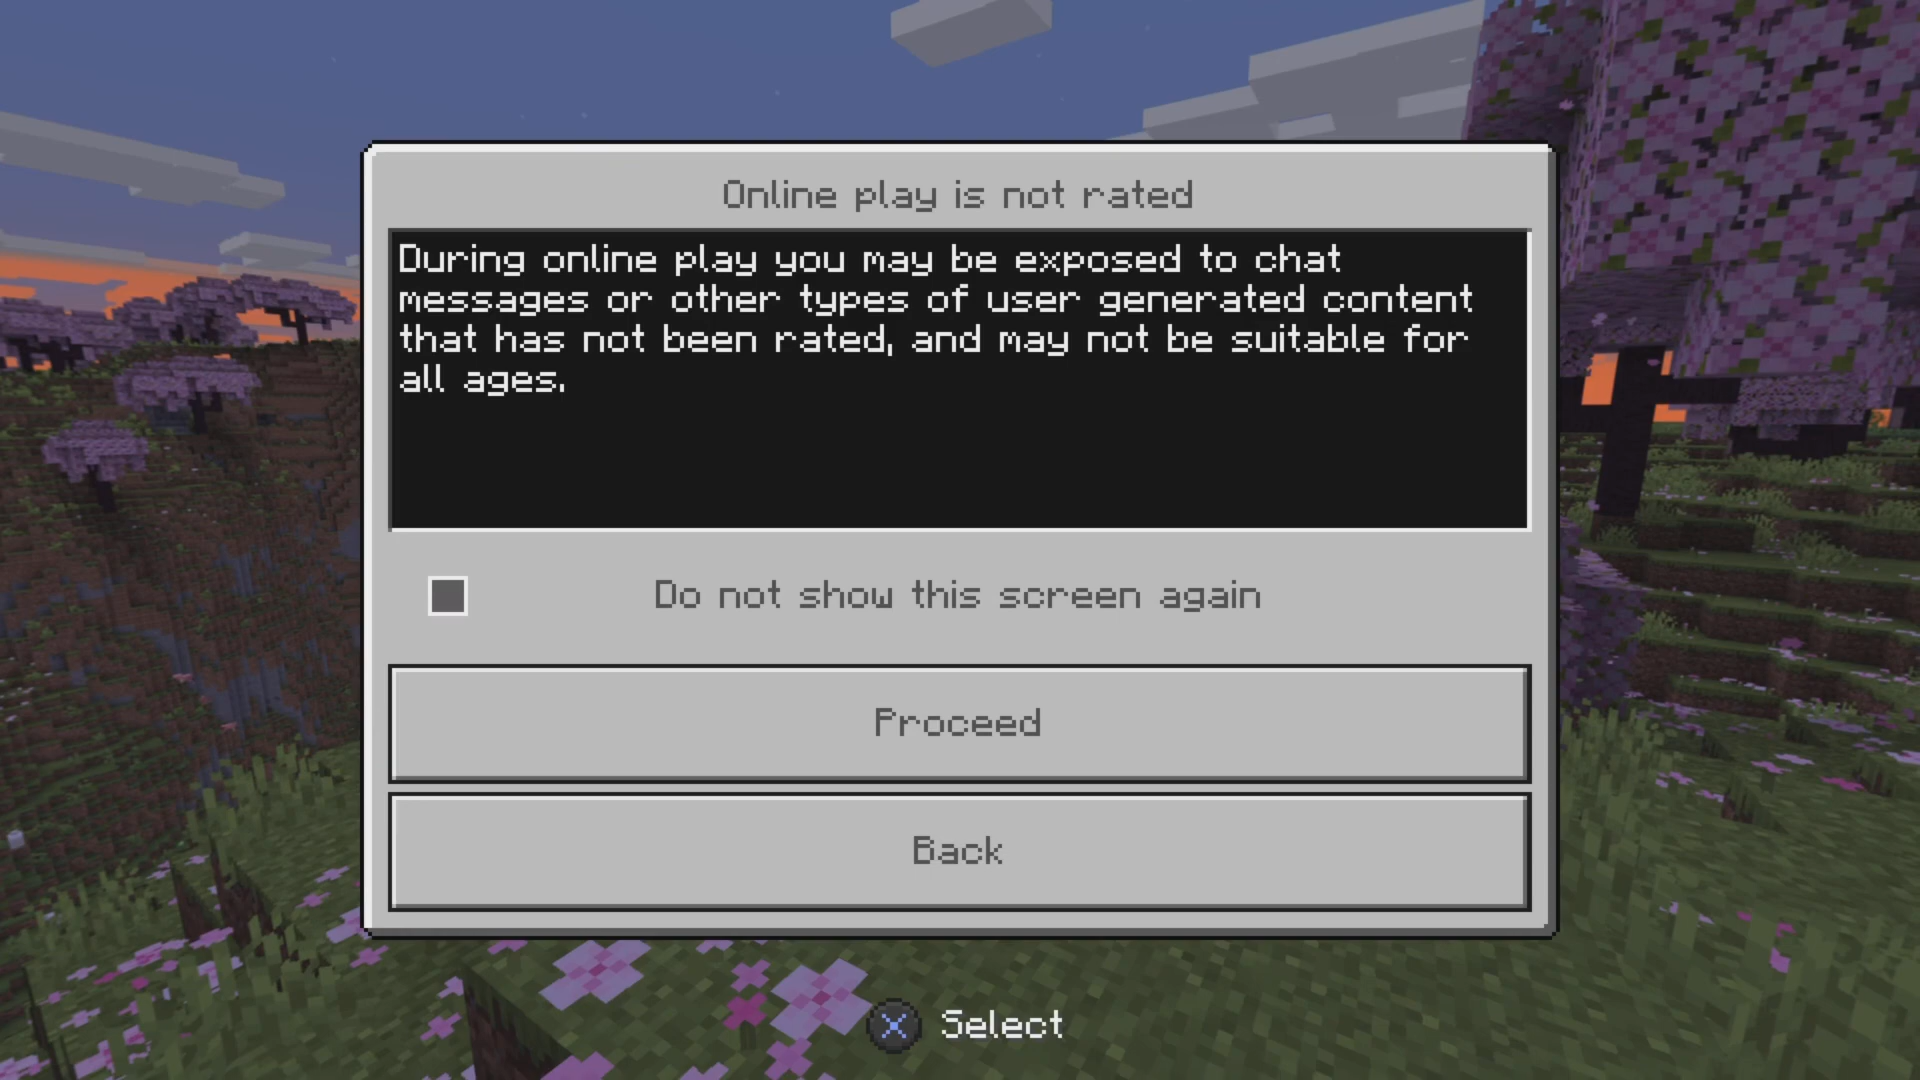 Online play is not rated
During online play you may be exposed to chat
messages or other types of user generated content
that has not been rated, and may not be suitable for
all ages.
Do not show this screen again
Proceed
Back
Select